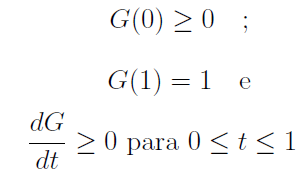 G(0) ≥ 0 ;
G(1) = 1 e
dG/dt ≥ 0 para 0 ≤ t ≤ 1